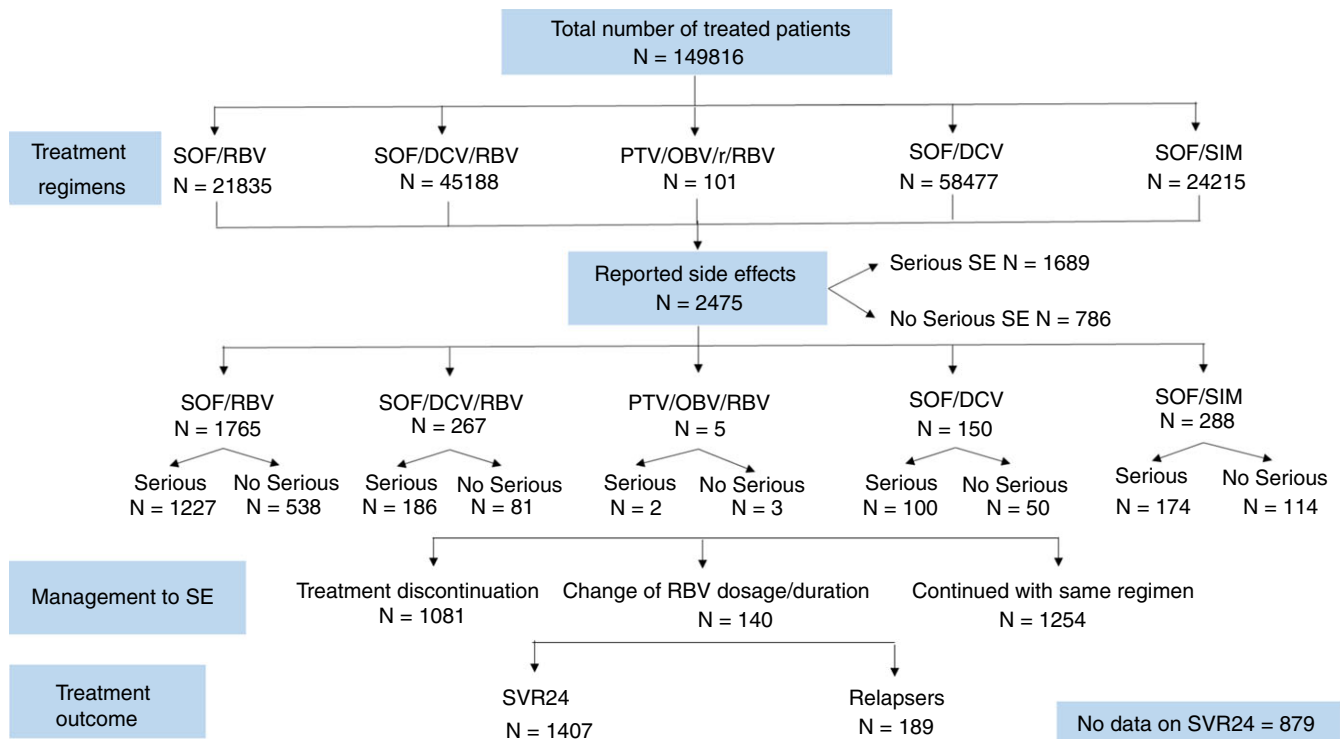 Total number of treated patients
N = 149816
Treatment
regimens
SOF/RBV
N = 21835
SOF/DCV/RBV
N = 45188
PTV/OBV/r/RBV
N = 101
SOF/DCV
N = 58477
SOF/SIM
N = 24215
Reported side effects
N = 2475
Serious SE N = 1689
No Serious SE N = 786
SOF/RBV
N = 1765
SOF/DCV/RBV
N = 267
PTV/OBV/RBV
N = 5
SOF/DCV
N = 150
SOF/SIM
N = 288
Serious
N = 1227
No Serious
N = 538
Serious
N = 186
No Serious
N = 81
Serious
N = 2
No Serious
N = 3
Serious
N = 100
No Serious
N = 50
Serious
N = 174
No Serious
N = 114
Management to SE
Treatment discontinuation
N = 1081
Change of RBV dosage/duration
N = 140
Continued with same regimen
N = 1254
Treatment
outcome
SVR24
N = 1407
Relapsers
N = 189
No data on SVR24 = 879